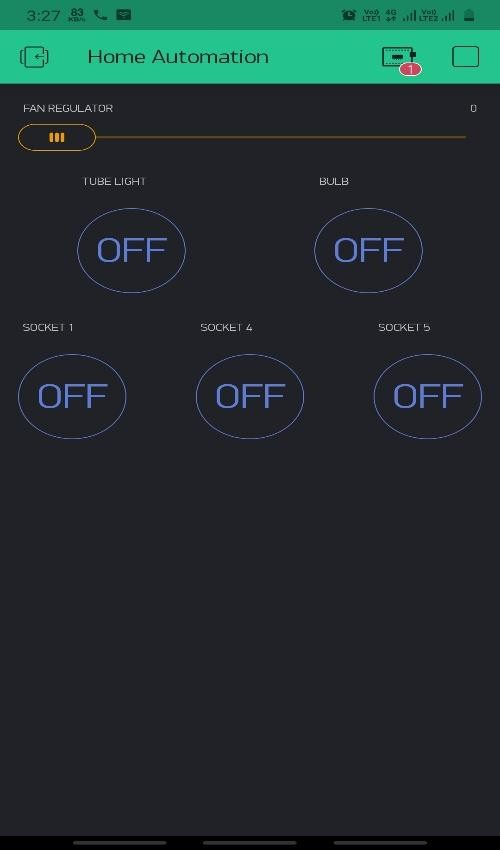 3:27 83 KB/s Vo)) LTE1 4G Vo)) LTE2
Home Automation 1
FAN REGULATOR 0
TUBE LIGHT BULB
OFF OFF
SOCKET 1 SOCKET 4 SOCKET 5
OFF OFF OFF